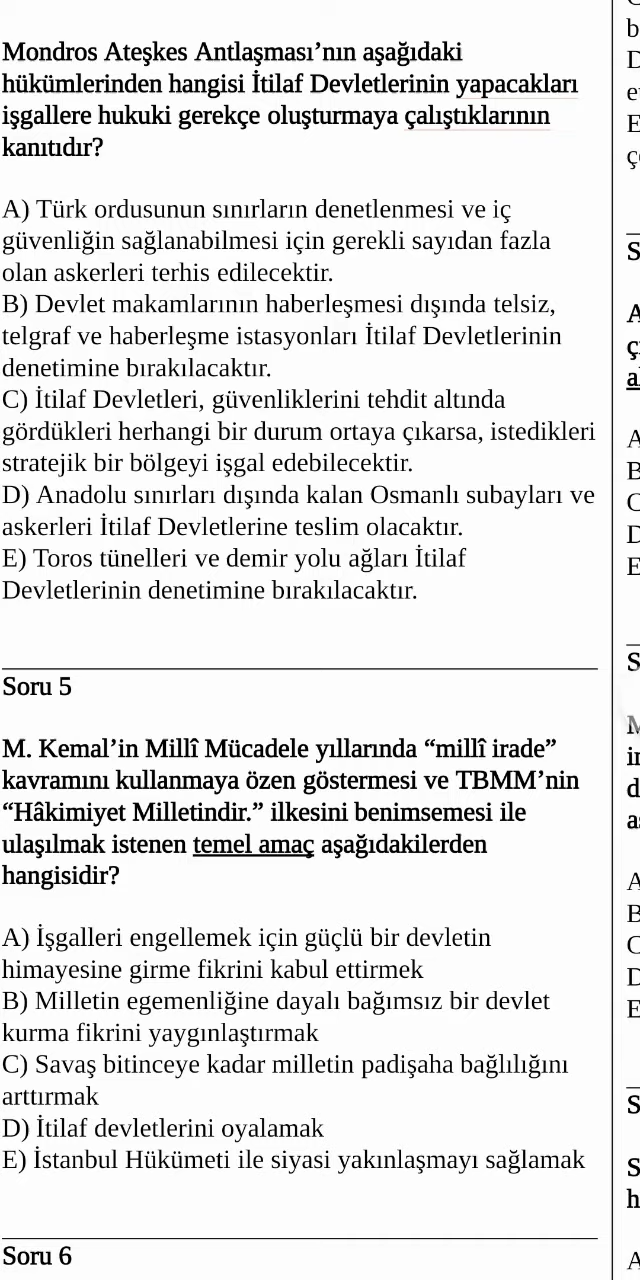 Mondros Ateşkes Antlaşması’nın aşağıdaki
hükümlerinden hangisi İtilaf Devletlerinin yapacakları
işgallere hukuki gerekçe oluşturmaya çalıştıklarının
kanıtıdır?
A) Türk ordusunun sınırların denetlenmesi ve iç
güvenliğin sağlanabilmesi için gerekli sayıdan fazla
olan askerleri terhis edilecektir.
B) Devlet makamlarının haberleşmesi dışında telsiz,
telgraf ve haberleşme istasyonları İtilaf Devletlerinin
denetimine bırakılacaktır.
C) İtilaf Devletleri, güvenliklerini tehdit altında
gördükleri herhangi bir durum ortaya çıkarsa, istedikleri
stratejik bir bölgeyi işgal edebilecektir.
D) Anadolu sınırları dışında kalan Osmanlı subayları ve
askerleri İtilaf Devletlerine teslim olacaktır.
E) Toros tünelleri ve demir yolu ağları İtilaf
Devletlerinin denetimine bırakılacaktır.
Soru 5
M. Kemal’in Millî Mücadele yıllarında “millî irade”
kavramını kullanmaya özen göstermesi ve TBMM’nin
“Hâkimiyet Milletindir.” ilkesini benimsemesi ile
ulaşılmak istenen temel amaç aşağıdakilerden
hangisidir?
A) İşgalleri engellemek için güçlü bir devletin
himayesine girme fikrini kabul ettirmek
B) Milletin egemenliğine dayalı bağımsız bir devlet
kurma fikrini yaygınlaştırmak
C) Savaş bitinceye kadar milletin padişaha bağlılığını
arttırmak
D) İtilaf devletlerini oyalamak
E) İstanbul Hükümeti ile siyasi yakınlaşmayı sağlamak
Soru 6